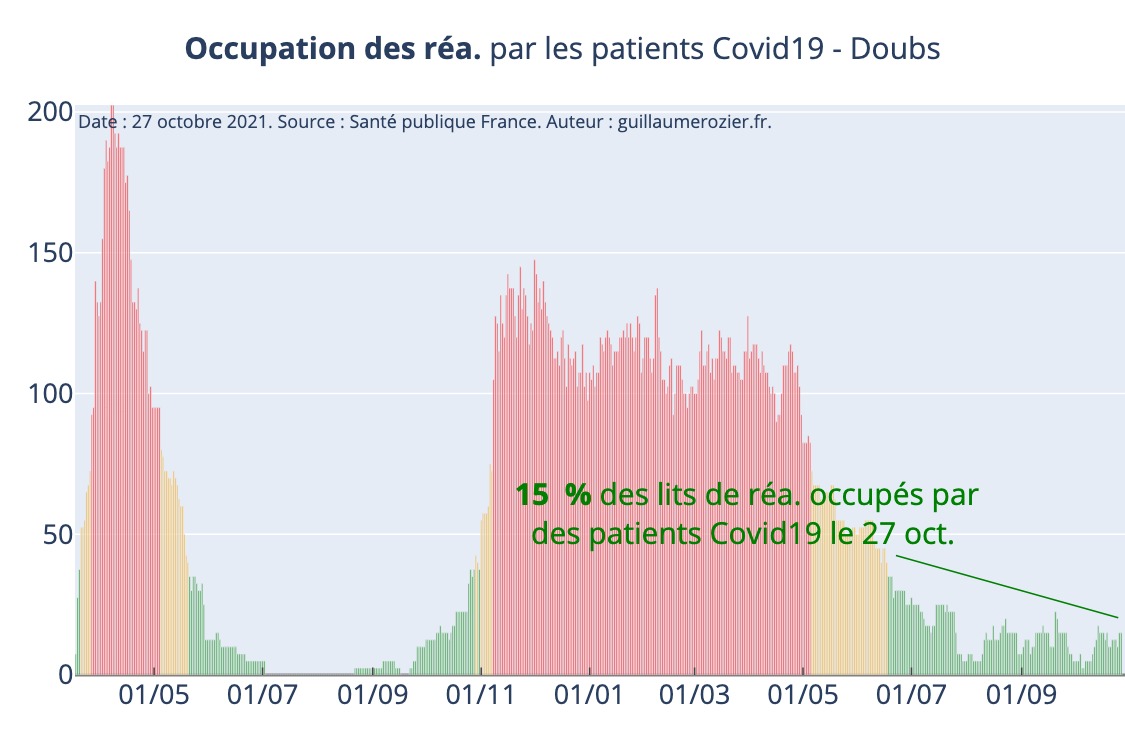 Occupation des réa. par les patients Covid19 - Doubs
200
Date : 27 octobre 2021. Source : Santé publique France. Auteur : guillaumerozier.fr.
150
100
15 % des lits de réa. occupés par
des patients Covid19 le 27 oct.
50
0
01/05 01/07 01/09 01/11 01/01 01/03 01/05 01/07 01/09